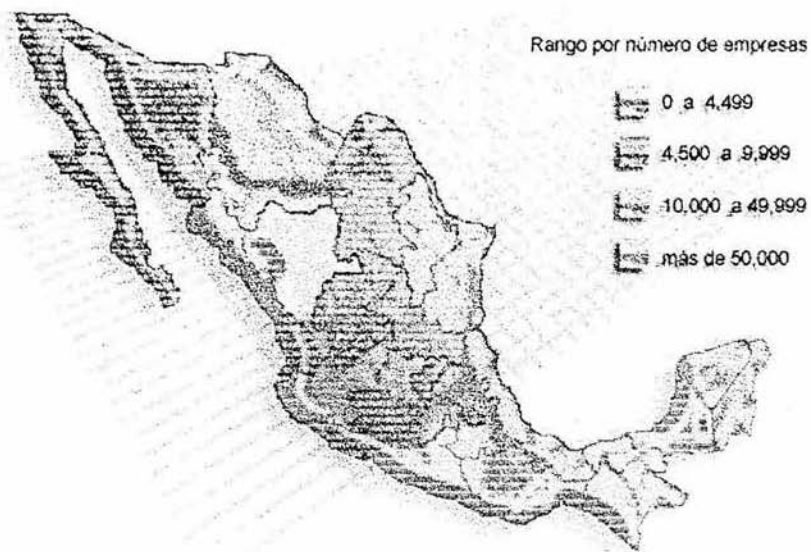 Rango por número de empresas
0 a 4,499
4,500 a 9,999
10,000 a 49,999
más de 50,000